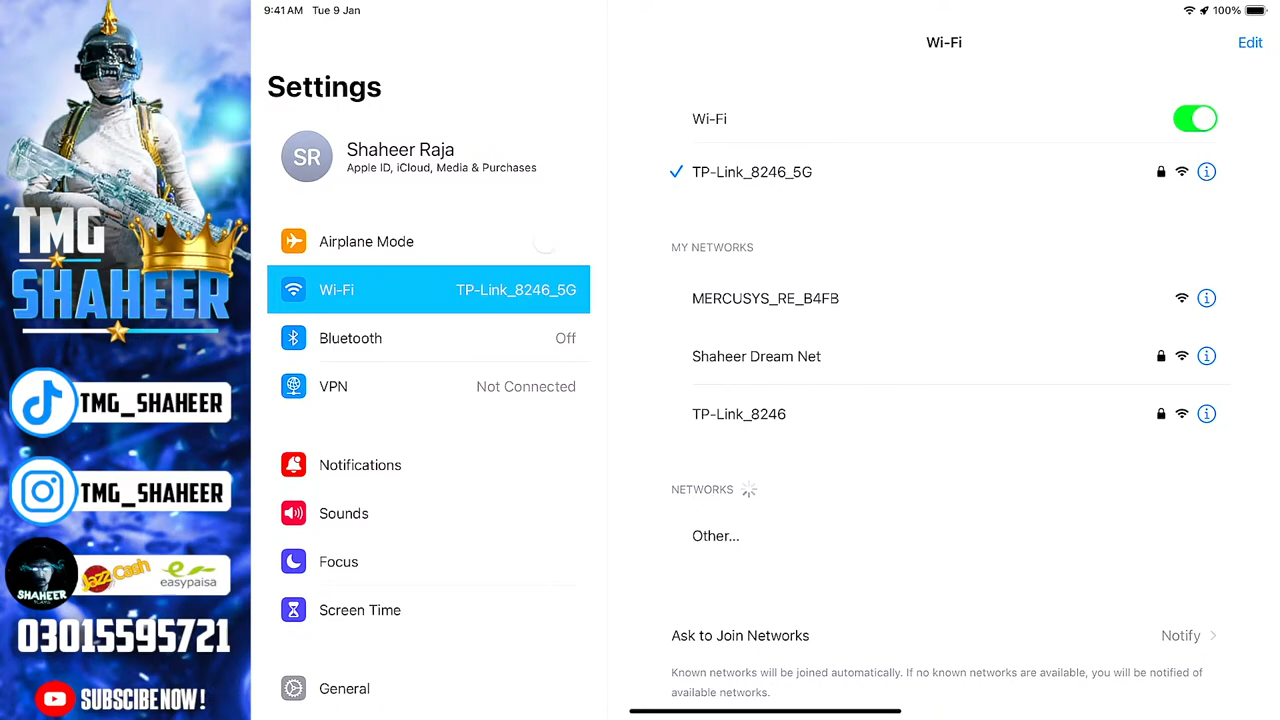 TMG
SHAHEER
TMG_SHAHEER
TMG_SHAHEER
SHAHEER
JazzCash
easypaisa
03015595721
SUBSCIBE NOW!
9:41 AM Tue 9 Jan
Settings
SR
Shaheer Raja
Apple ID, iCloud, Media & Purchases
Airplane Mode
Wi-Fi TP-Link_8246_5G
Bluetooth Off
VPN Not Connected
Notifications
Sounds
Focus
Screen Time
General
100%
Wi-Fi Edit
Wi-Fi
TP-Link_8246_5G
MY NETWORKS
MERCUSYS_RE_B4FB
Shaheer Dream Net
TP-Link_8246
NETWORKS
Other...
Ask to Join Networks Notify
Known networks will be joined automatically. If no known networks are available, you will be notified of
available networks.